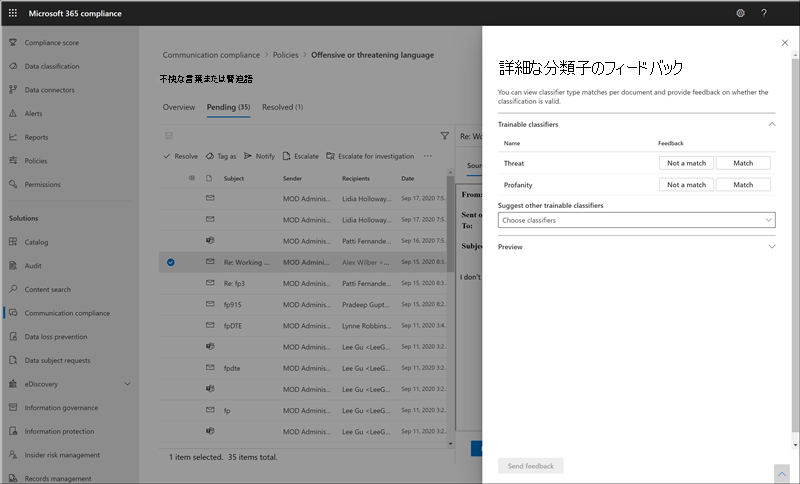 Microsoft 365 compliance
?
Compliance score
Data classification
Data connectors
Alerts
Reports
Policies
Permissions
Solutions
Catalog
Audit
Content search
Communication compliance
Data loss prevention
Data subject requests
eDiscovery
Information governance
Information protection
Insider risk management
Records management
Communication compliance > Policies > Offensive or threatening language
不快な言葉または脅迫語
Overview Pending (35) Resolved (1)
Resolve Tag as Notify Escalate Escalate for investigation ...
Subject Sender Recipients Date
MOD Adminis... Lidia Holloway... Sep 17, 2020 7:5...
MOD Adminis... Lidia Holloway... Sep 17, 2020 7:5...
MOD Adminis... Patti Fernande... Sep 16, 2020 7:5...
Re: Working ... MOD Admini... Alex Wilber <... Sep 15, 2020 8:5...
Re: fp3 MOD Adminis... Patti Fernande... Sep 15, 2020 8:3...
fp915 MOD Adminis... Pradeep Gupt... Sep 15, 2020 8:2...
fpDTE MOD Adminis... Lynne Robbins... Sep 11, 2020 3:4...
MOD Adminis... Lee Gu <LeeG... Sep 11, 2020 3:2...
fpdte MOD Adminis... Lee Gu <LeeG... Sep 11, 2020 3:2...
MOD Adminis... Lee Gu <LeeG... Sep 11, 2020 3:2...
fp MOD Adminis... Lee Gu <LeeG... Sep 11, 2020 3:2...
MOD Adminis... Lee Gu <LeeG... Sep 11, 2020 3:2...
1 item selected. 35 items total.
Re: Wo
Sour
From:
Sent o
To:
Subjec
I don't
詳細な分類子のフィードバック
You can view classifier type matches per document and provide feedback on whether the
classification is valid.
Trainable classifiers
Name Feedback
Threat Not a match Match
Profanity Not a match Match
Suggest other trainable classifiers
Choose classifiers
Preview
Send feedback